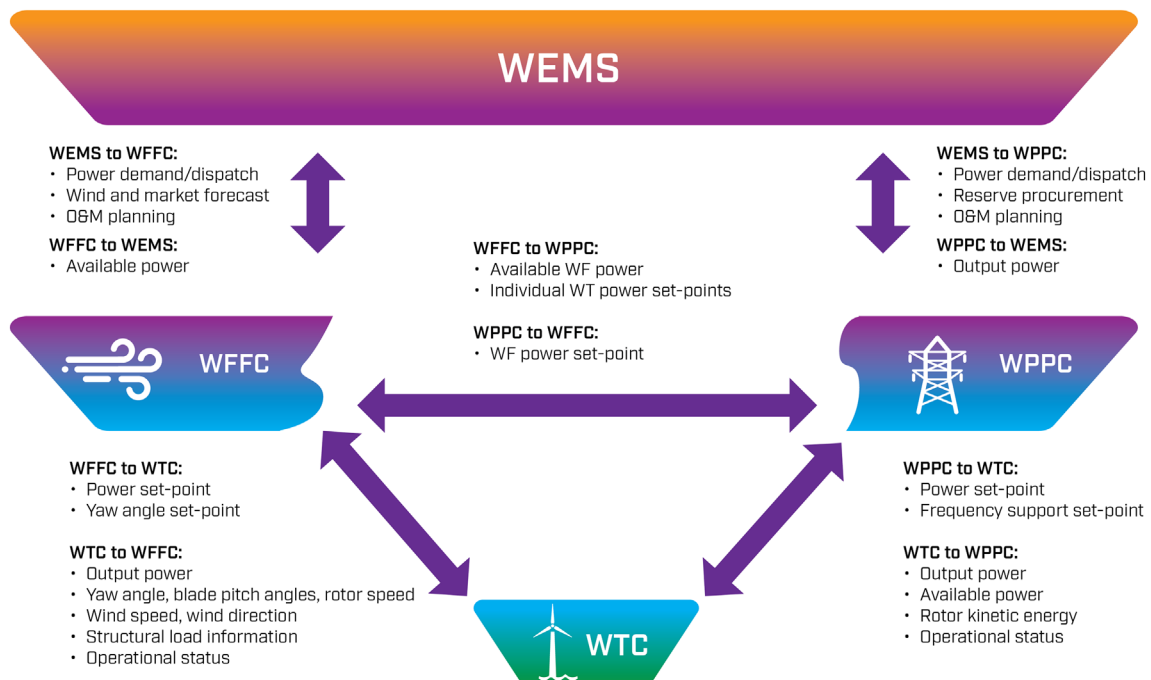 WEMS
WEMS to WFFC:
• Power demand/dispatch
• Wind and market forecast
• O&M planning
WFFC to WEMS:
• Available power
WEMS to WPPC:
• Power demand/dispatch
• Reserve procurement
• O&M planning
WPPC to WEMS:
• Output power
WFFC to WPPC:
• Available WF power
• Individual WT power set-points
WPPC to WFFC:
• WF power set-point
WFFC
WPPC
WFFC to WTC:
• Power set-point
• Yaw angle set-point
WTC to WFFC:
• Output power
• Yaw angle, blade pitch angles, rotor speed
• Wind speed, wind direction
• Structural load information
• Operational status
WPPC to WTC:
• Power set-point
• Frequency support set-point
WTC to WPPC:
• Output power
• Available power
• Rotor kinetic energy
• Operational status
WTC